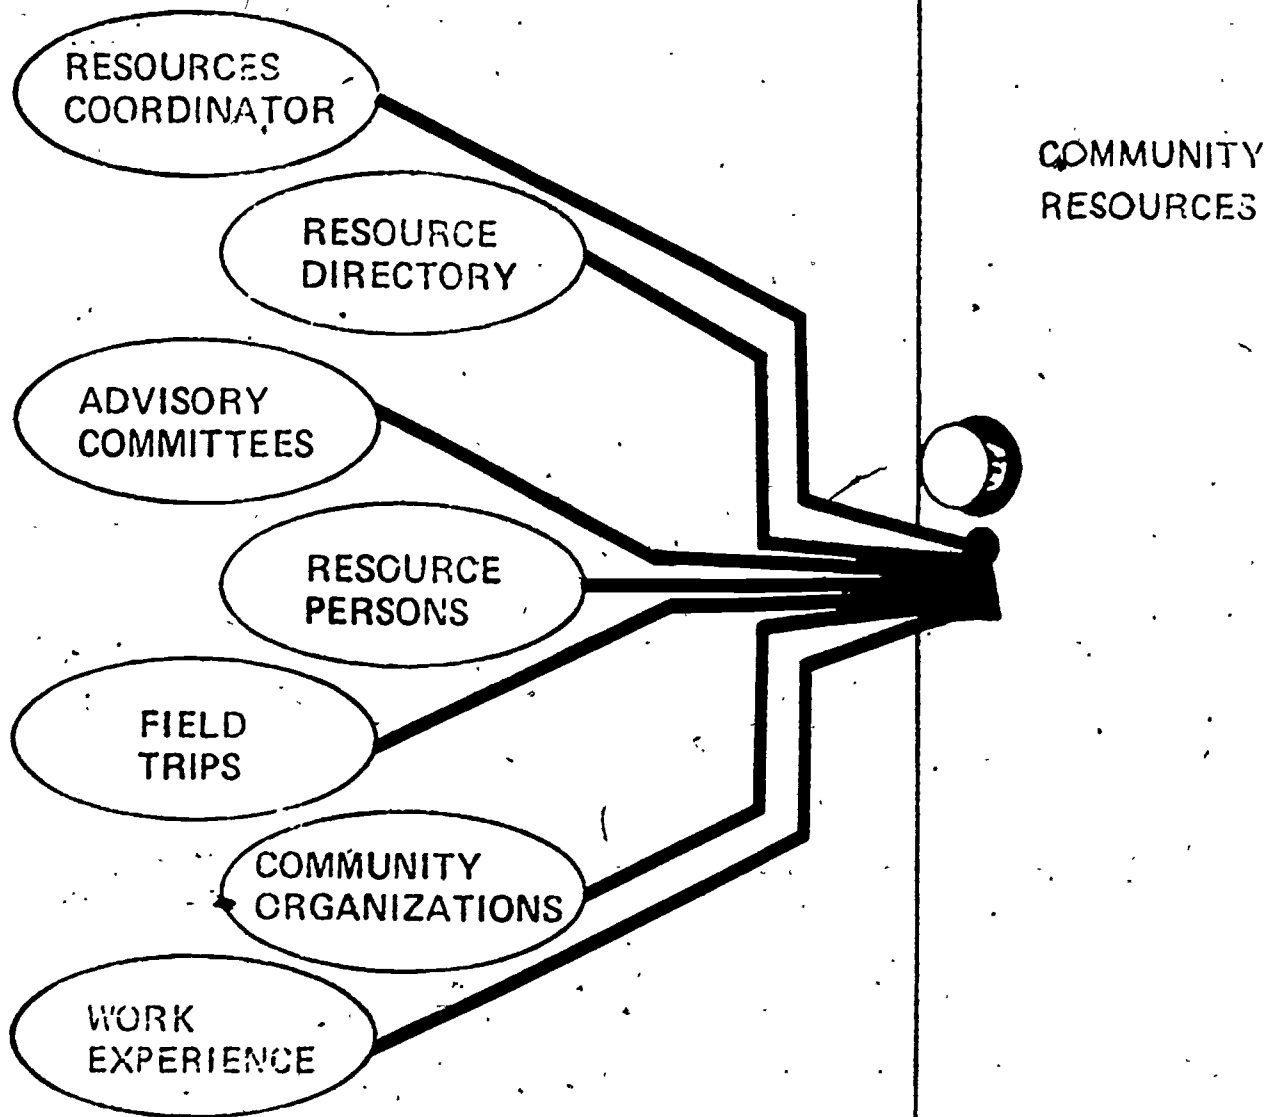 RESOURCES
COORDINATOR
COMMUNITY
RESOURCES
RESOURCE
DIRECTORY
ADVISORY
COMMITTEES
RESOURCE
PERSONS
FIELD
TRIPS
COMMUNITY
ORGANIZATIONS
WORK
EXPERIENCE